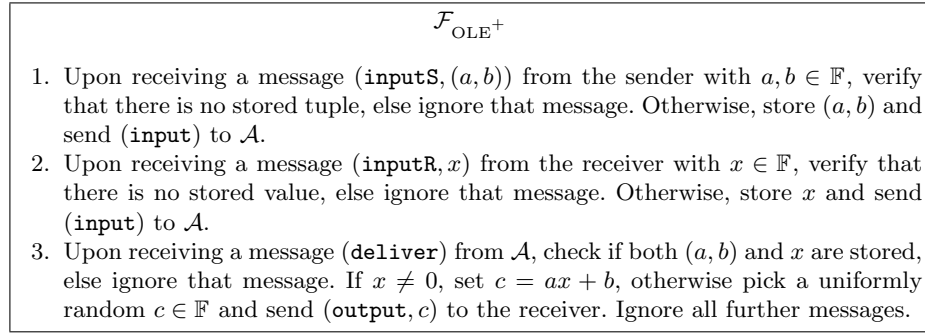 ℱ_OLE⁺
1. Upon receiving a message (inputS, (a, b)) from the sender with a, b ∈ 𝔽, verify
that there is no stored tuple, else ignore that message. Otherwise, store (a, b) and
send (input) to 𝒜.
2. Upon receiving a message (inputR, x) from the receiver with x ∈ 𝔽, verify that
there is no stored value, else ignore that message. Otherwise, store x and send
(input) to 𝒜.
3. Upon receiving a message (deliver) from 𝒜, check if both (a, b) and x are stored,
else ignore that message. If x ≠ 0, set c = ax + b, otherwise pick a uniformly
random c ∈ 𝔽 and send (output, c) to the receiver. Ignore all further messages.